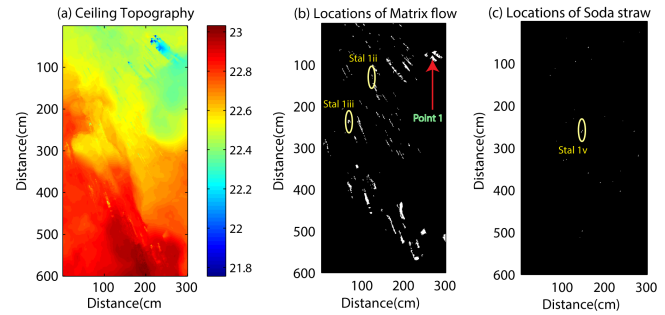 (a) Ceiling Topography
(b) Locations of Matrix flow
(c) Locations of Soda straw
Distance(cm)
100
200
300
400
500
600
100 200 300
Distance(cm)
23
22.8
22.6
22.4
22.2
22
21.8
Distance(cm)
0
100
200
300
400
500
600
Stal 1ii
Stal 1iii
Point 1
100 200 300
Distance(cm)
Distance(cm)
0
100
200
300
400
500
600
Stal 1v
100 200 300
Distance(cm)